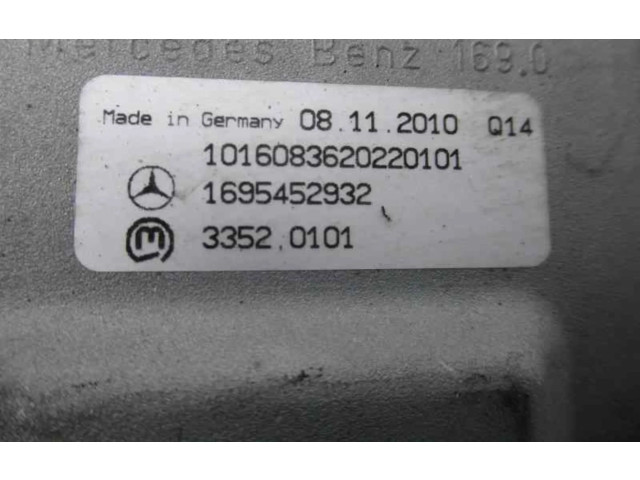 Mercedes Benz 169.0
Made in Germany 08.11.2010 Q14
1016083620220101
1695452932
M 3352.0101